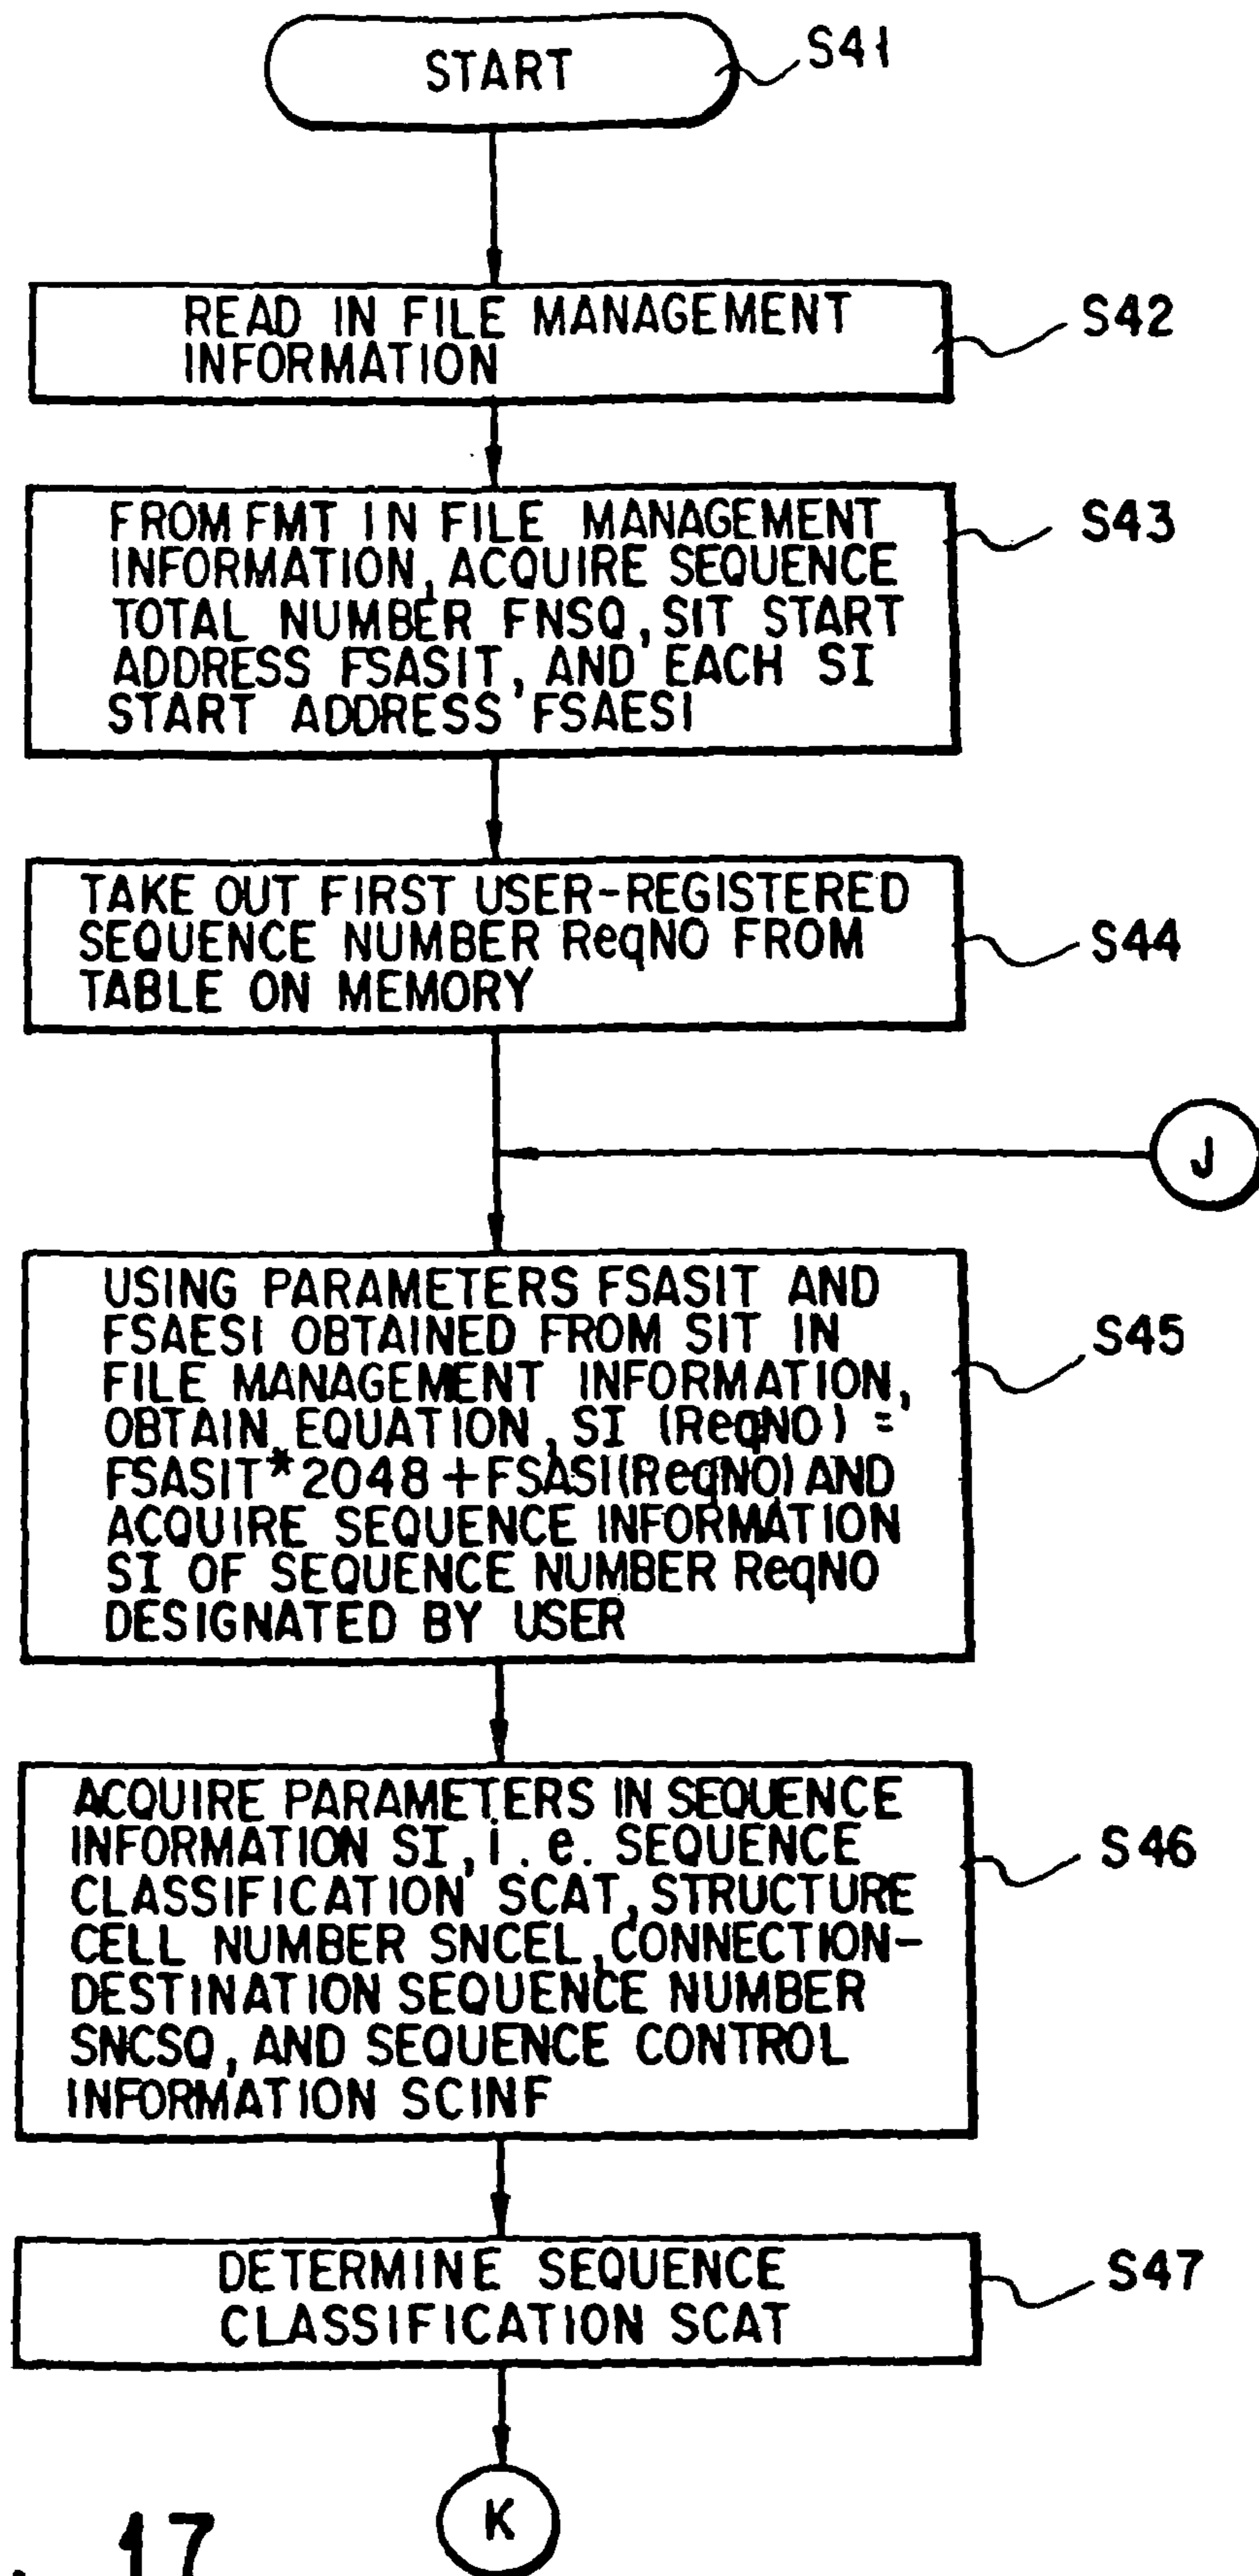 START
S41
READ IN FILE MANAGEMENT
INFORMATION
S42
FROM FMT IN FILE MANAGEMENT
INFORMATION, ACQUIRE SEQUENCE
TOTAL NUMBER FNSQ, SIT START
ADDRESS FSASIT, AND EACH SI
START ADDRESS FSAESI
S43
TAKE OUT FIRST USER-REGISTERED
SEQUENCE NUMBER ReqNO FROM
TABLE ON MEMORY
S44
J
USING PARAMETERS FSASIT AND
FSAESI OBTAINED FROM SIT IN
FILE MANAGEMENT INFORMATION,
OBTAIN EQUATION, SI (ReqNO) =
FSASIT*2048+FSASI(ReqNO) AND
ACQUIRE SEQUENCE INFORMATION
SI OF SEQUENCE NUMBER ReqNO
DESIGNATED BY USER
S45
ACQUIRE PARAMETERS IN SEQUENCE
INFORMATION SI, i.e. SEQUENCE
CLASSIFICATION SCAT, STRUCTURE
CELL NUMBER SNCEL, CONNECTION-
DESTINATION SEQUENCE NUMBER
SNCSQ, AND SEQUENCE CONTROL
INFORMATION SCINF
S46
DETERMINE SEQUENCE
CLASSIFICATION SCAT
S47
K
17